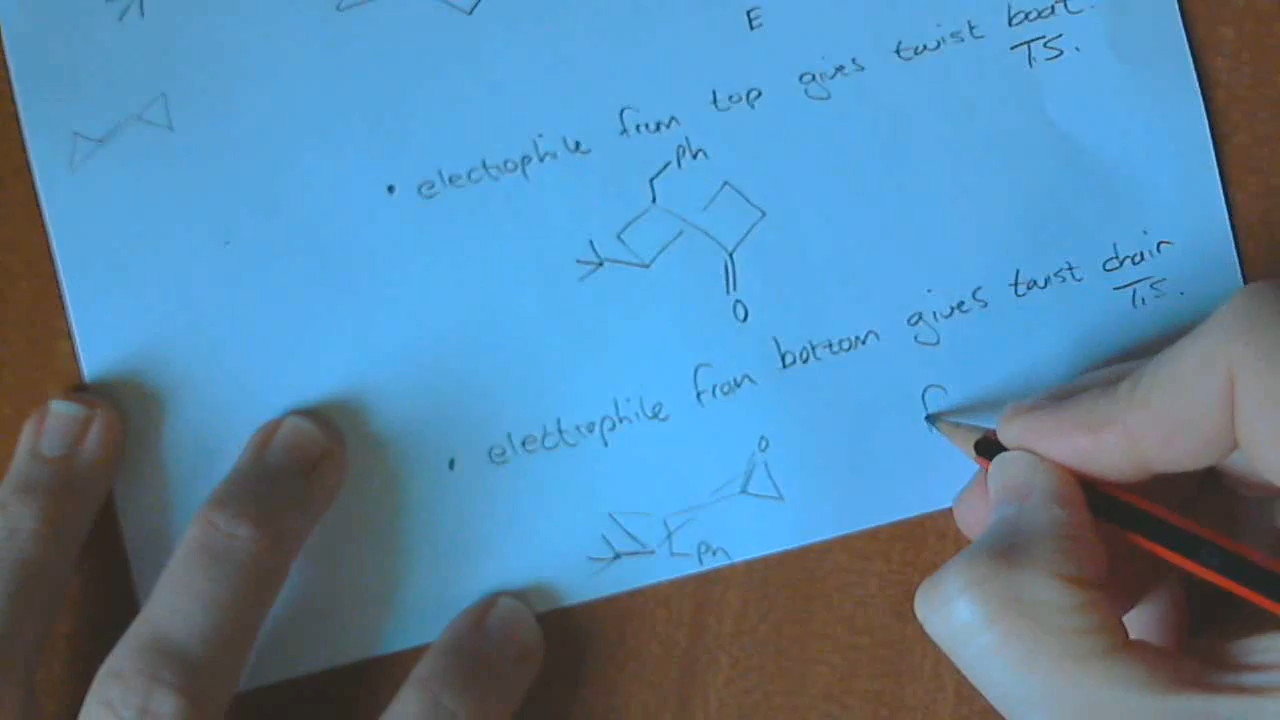 E
• electrophile from top gives twist boat.
T.S.
Ph
O
• electrophile from bottom gives twist chair
T.S.
O
Ph